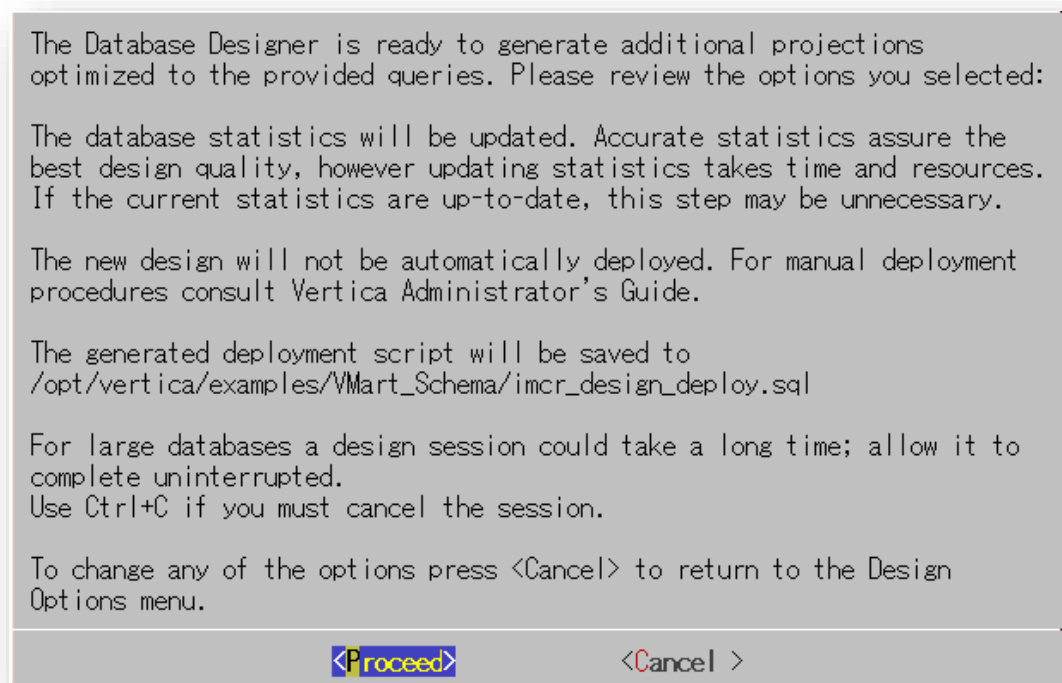 The Database Designer is ready to generate additional projections
optimized to the provided queries. Please review the options you selected:
The database statistics will be updated. Accurate statistics assure the
best design quality, however updating statistics takes time and resources.
If the current statistics are up-to-date, this step may be unnecessary.
The new design will not be automatically deployed. For manual deployment
procedures consult Vertica Administrator's Guide.
The generated deployment script will be saved to
/opt/vertica/examples/VMart_Schema/imcr_design_deploy.sql
For large databases a design session could take a long time; allow it to
complete uninterrupted.
Use Ctrl+C if you must cancel the session.
To change any of the options press <Cancel> to return to the Design
Options menu.
<Proceed> <Cancel >